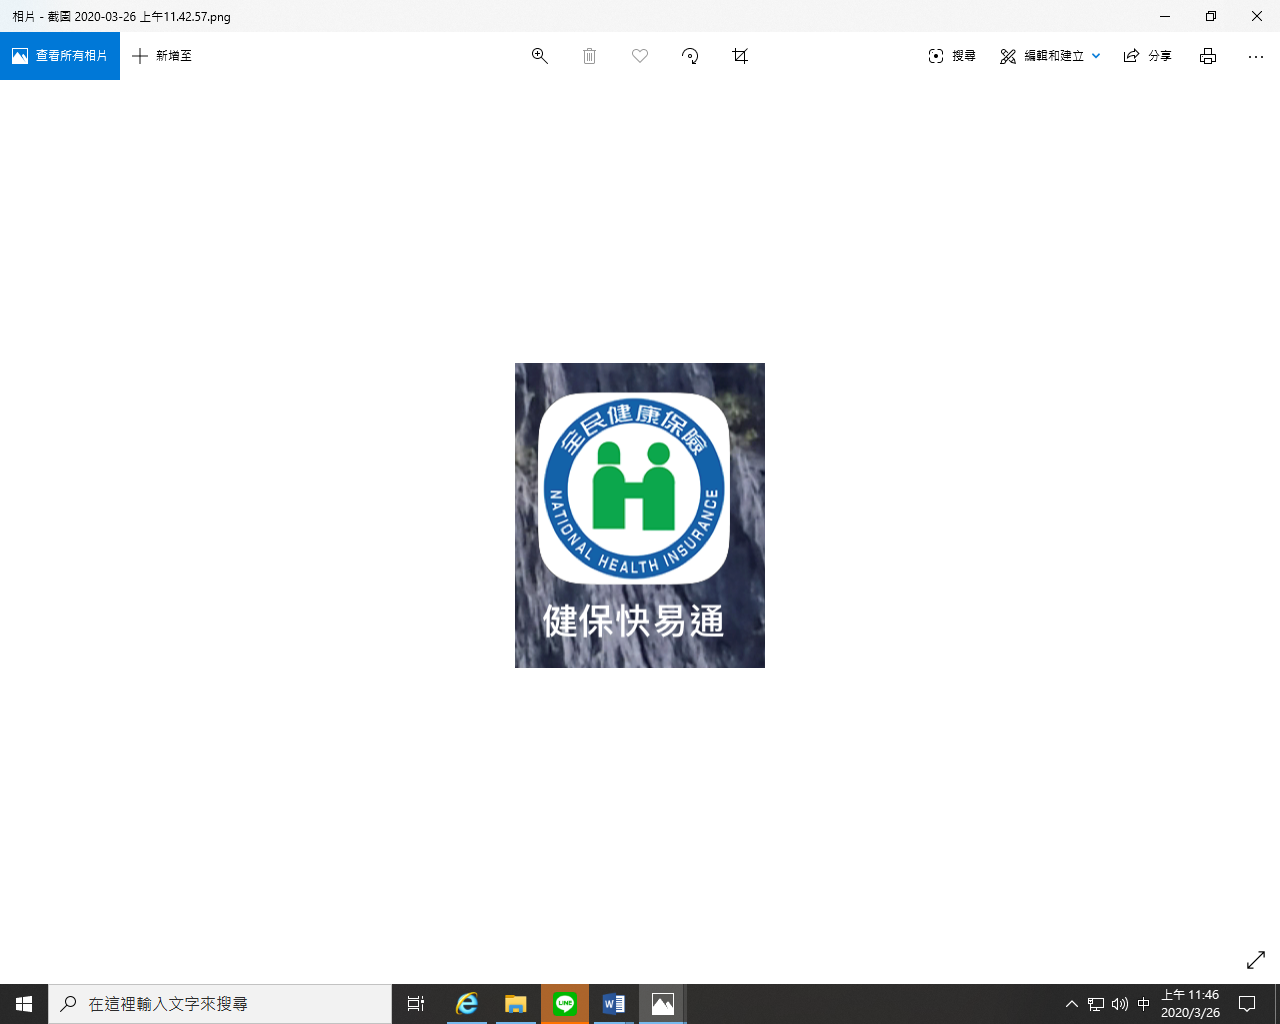 相片 - 截圖 2020-03-26 上午11.42.57.png
查看所有相片
新增至
搜尋
編輯和建立
分享
全民健康保險
NATIONAL HEALTH INSURANCE
健保快易通
在這裡輸入文字來搜尋
LINE
中
上午 11:46
2020/3/26